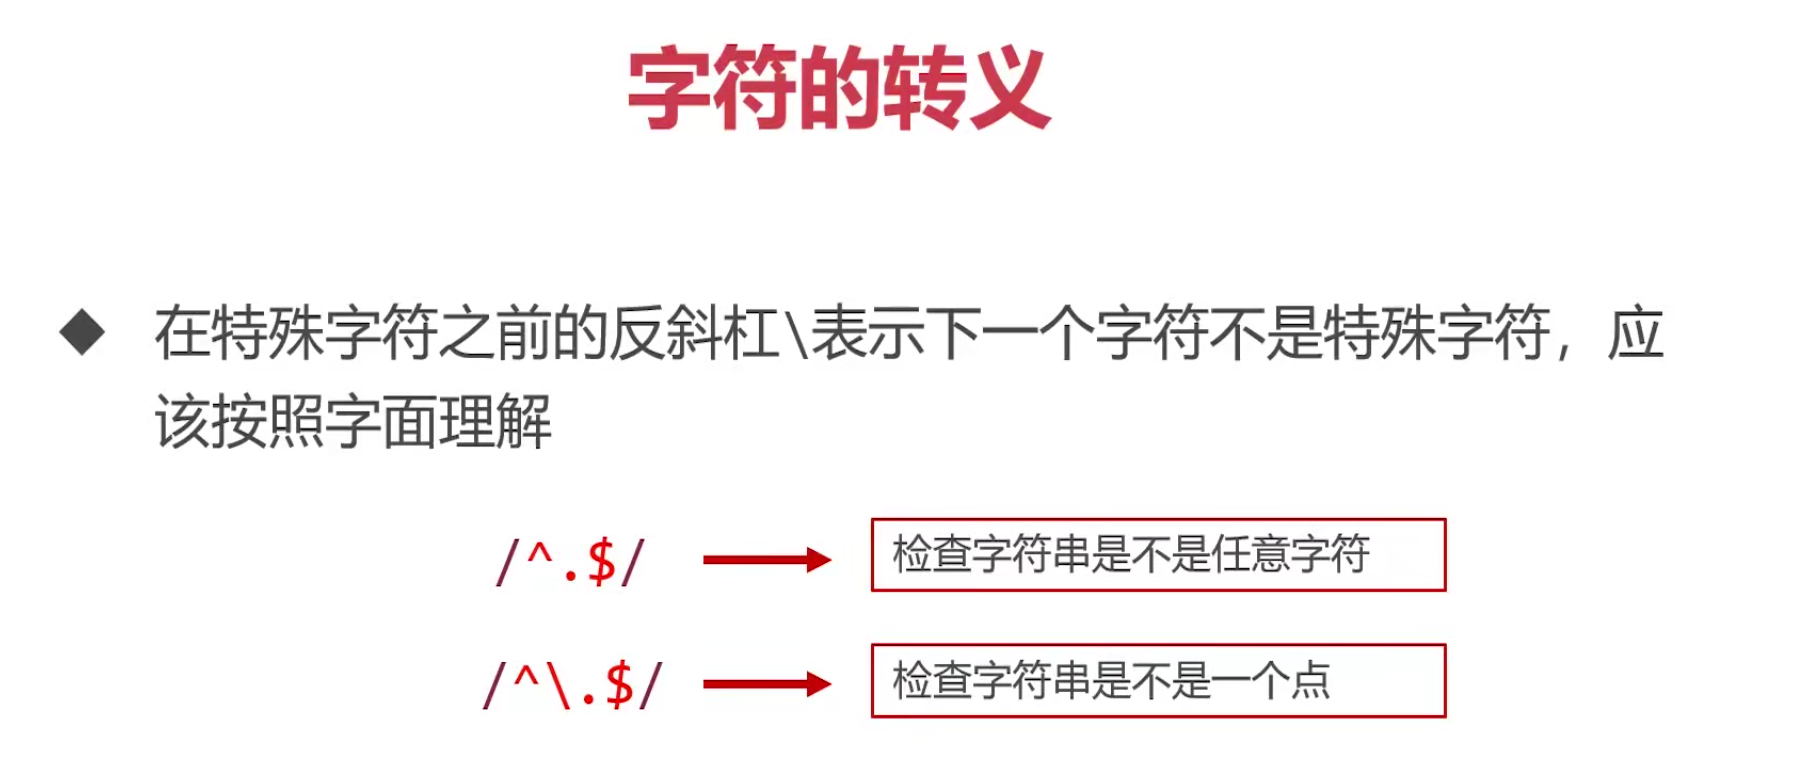 字符的转义
在特殊字符之前的反斜杠\表示下一个字符不是特殊字符，应
该按照字面理解
/^.$/ 检查字符串是不是任意字符
/^\.$/ 检查字符串是不是一个点